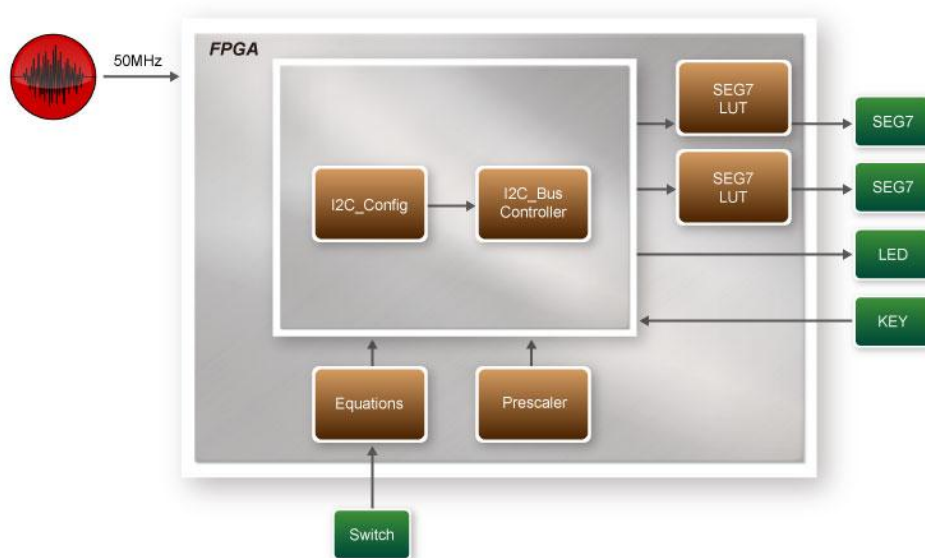 FPGA
50MHz
SEG7
LUT
SEG7
SEG7
LUT
SEG7
I2C_Config
I2C_Bus
Controller
LED
KEY
Equations
Prescaler
Switch